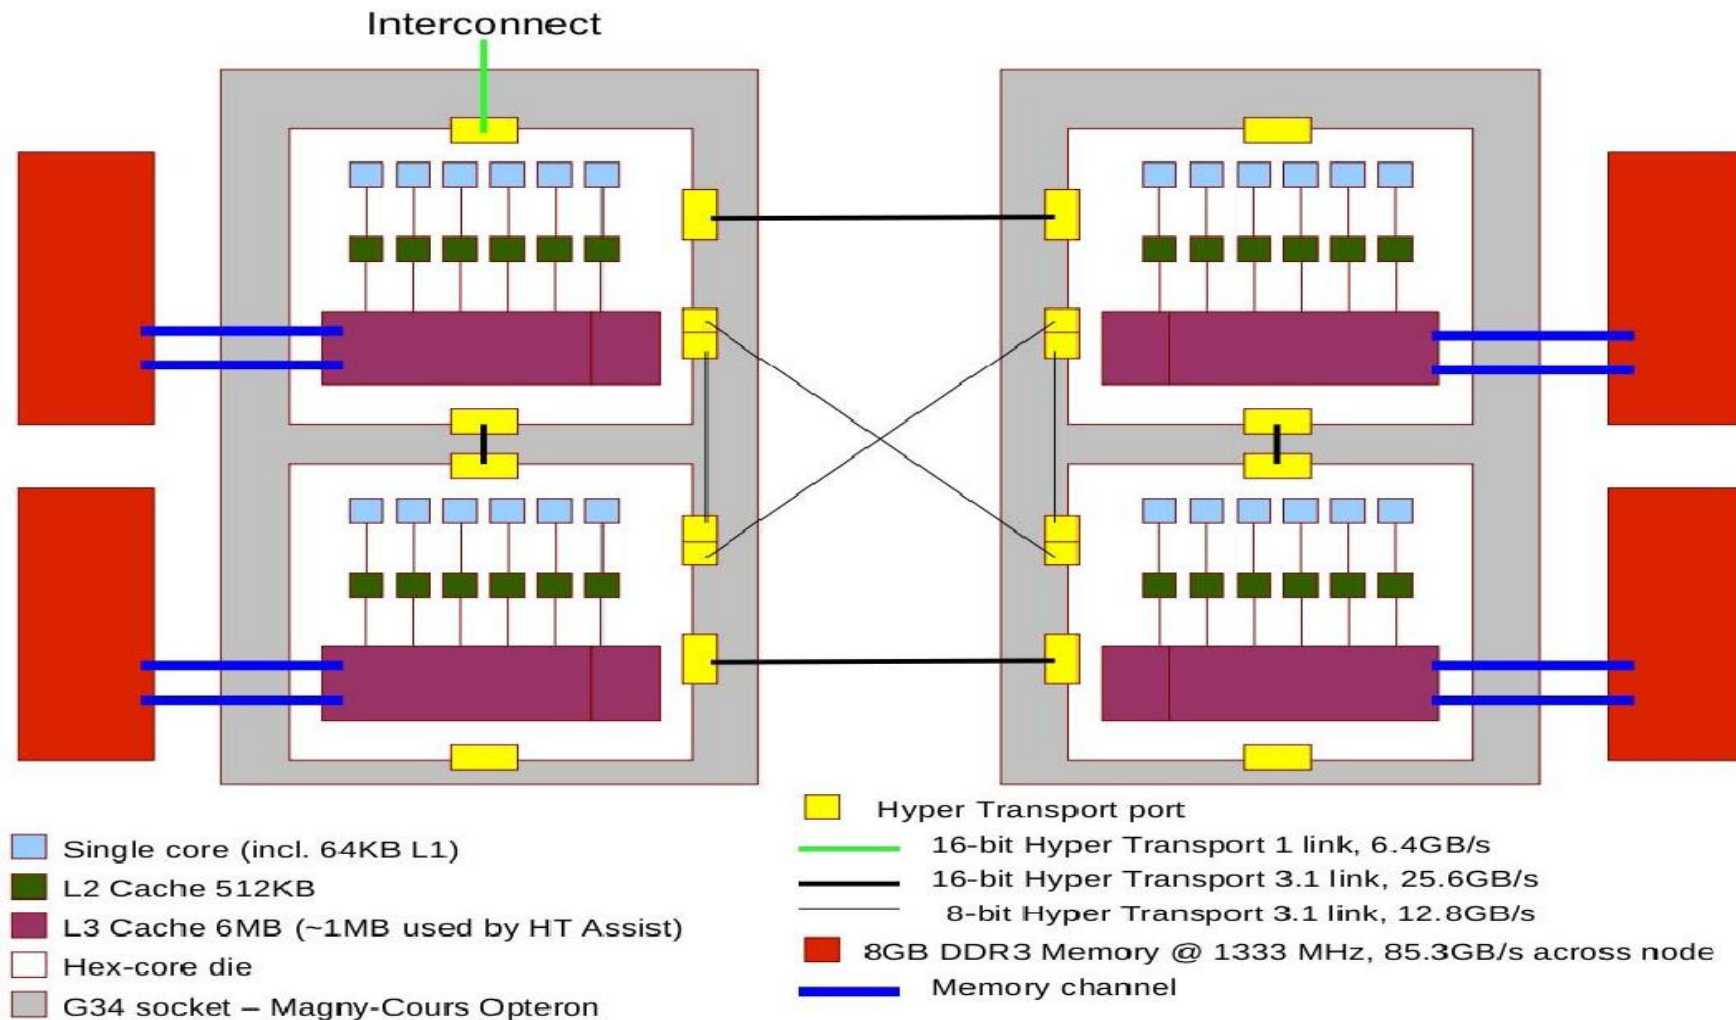 Interconnect
Single core (incl. 64KB L1)
L2 Cache 512KB
L3 Cache 6MB (~1MB used by HT Assist)
Hex-core die
G34 socket – Magny-Cours Opteron
Hyper Transport port
16-bit Hyper Transport 1 link, 6.4GB/s
16-bit Hyper Transport 3.1 link, 25.6GB/s
8-bit Hyper Transport 3.1 link, 12.8GB/s
8GB DDR3 Memory @ 1333 MHz, 85.3GB/s across node
Memory channel